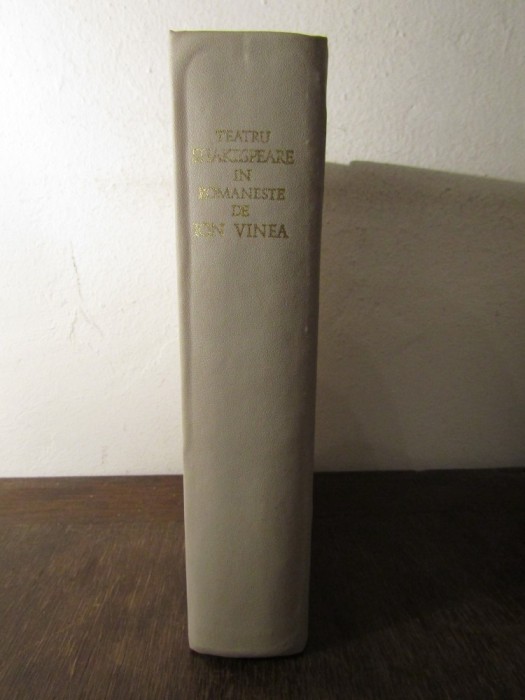 TEATRU
SHAKESPEARE
IN
ROMANESTE
DE
ION VINEA